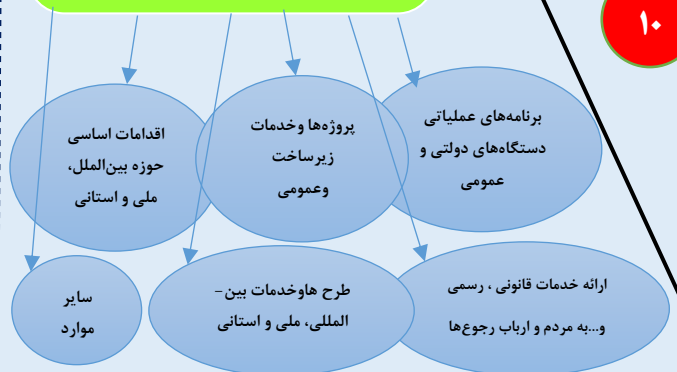 ۱۰
برنامه‌های عملیاتی
دستگاه‌های دولتی و
عمومی
پروژه‌ها وخدمات
زیرساخت
وعمومی
اقدامات اساسی
حوزه بین‌الملل،
ملی و استانی
ارائه خدمات قانونی ، رسمی
و...به مردم و ارباب رجوع‌ها
طرح هاوخدمات بین-
المللی، ملی و استانی
سایر
موارد